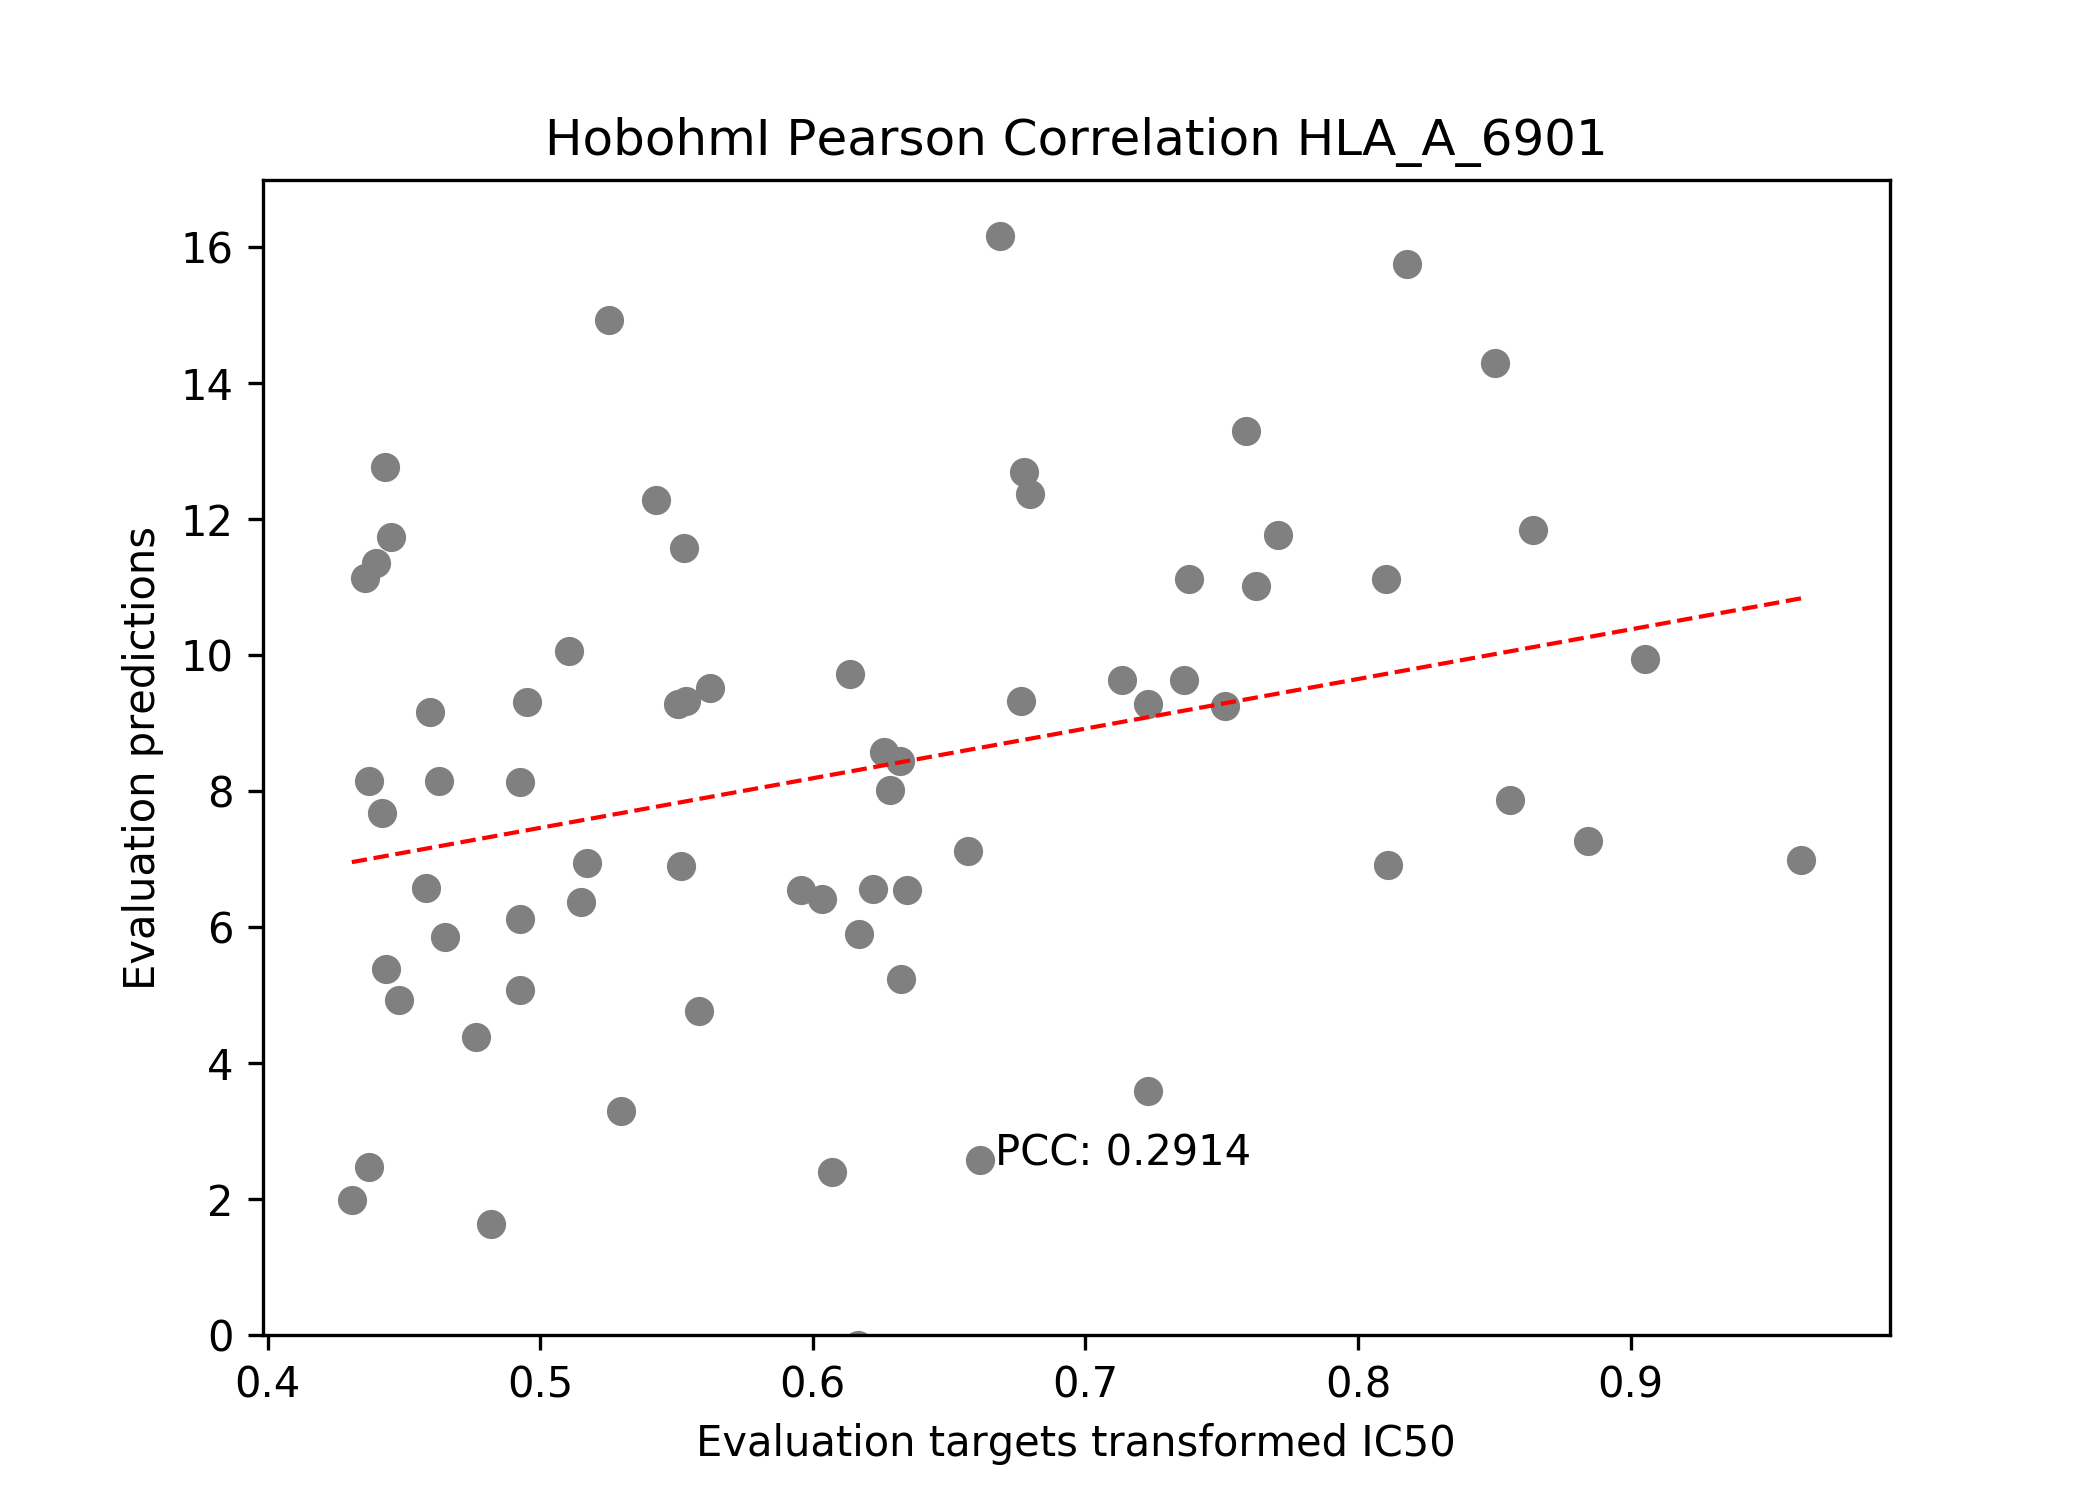 HobohmI Pearson Correlation HLA_A_6901
Evaluation predictions
16
14
12
10
8
6
4
2
0
PCC: 0.2914
0.4 0.5 0.6 0.7 0.8 0.9
Evaluation targets transformed IC50